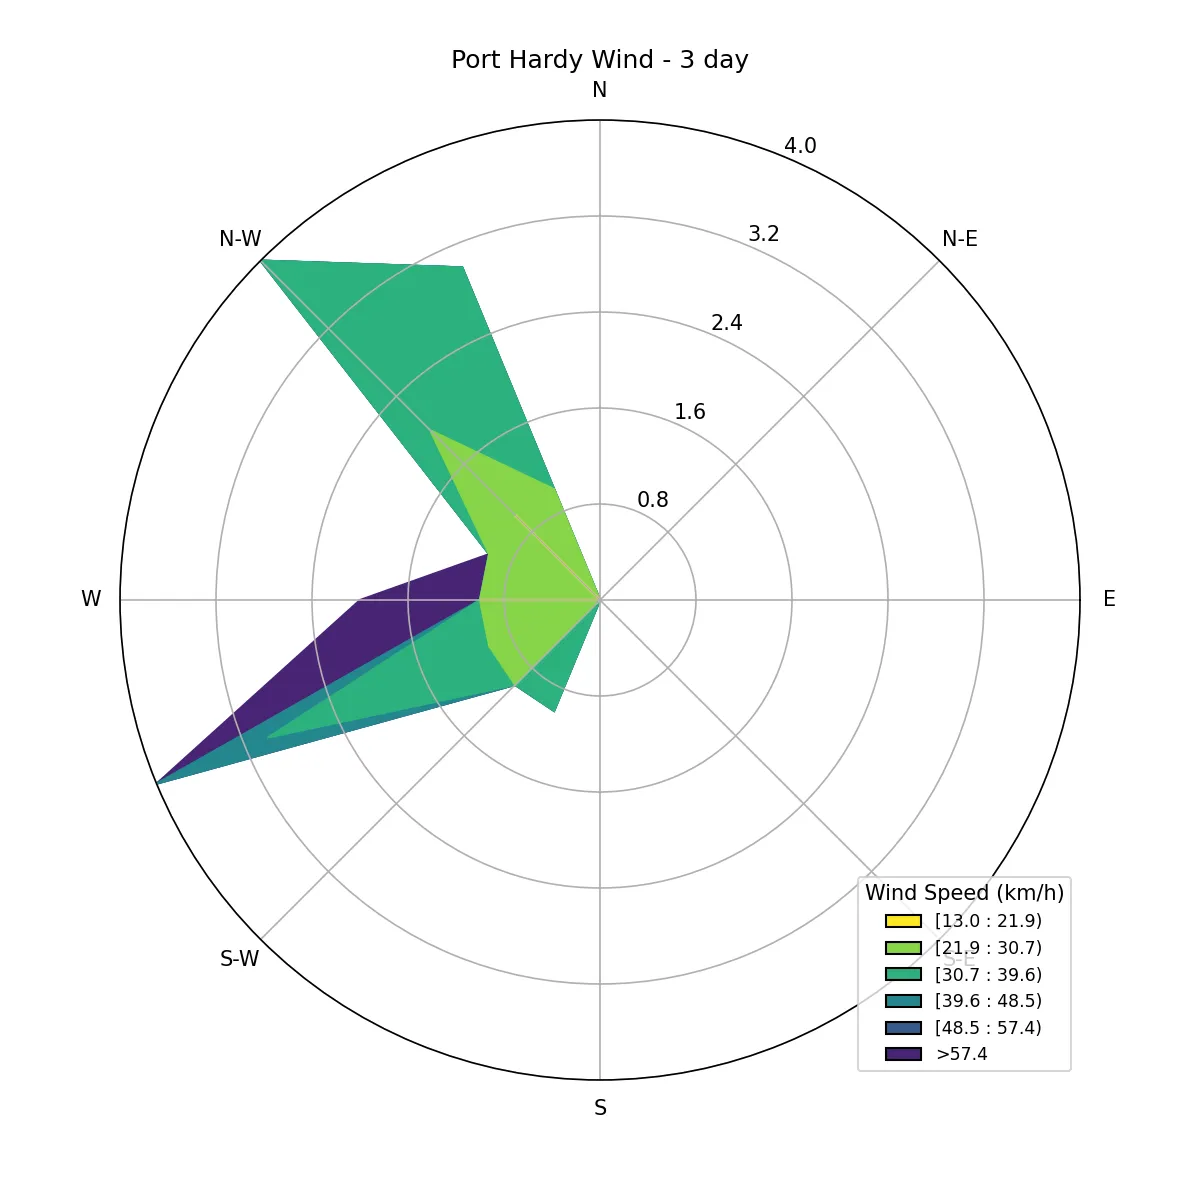 Port Hardy Wind - 3 day
N
4.0
N-W
3.2
N-E
2.4
1.6
0.8
W
E
Wind Speed (km/h)
[13.0 : 21.9)
[21.9 : 30.7)
S-W
S-E
[30.7 : 39.6)
[39.6 : 48.5)
[48.5 : 57.4)
>57.4
S